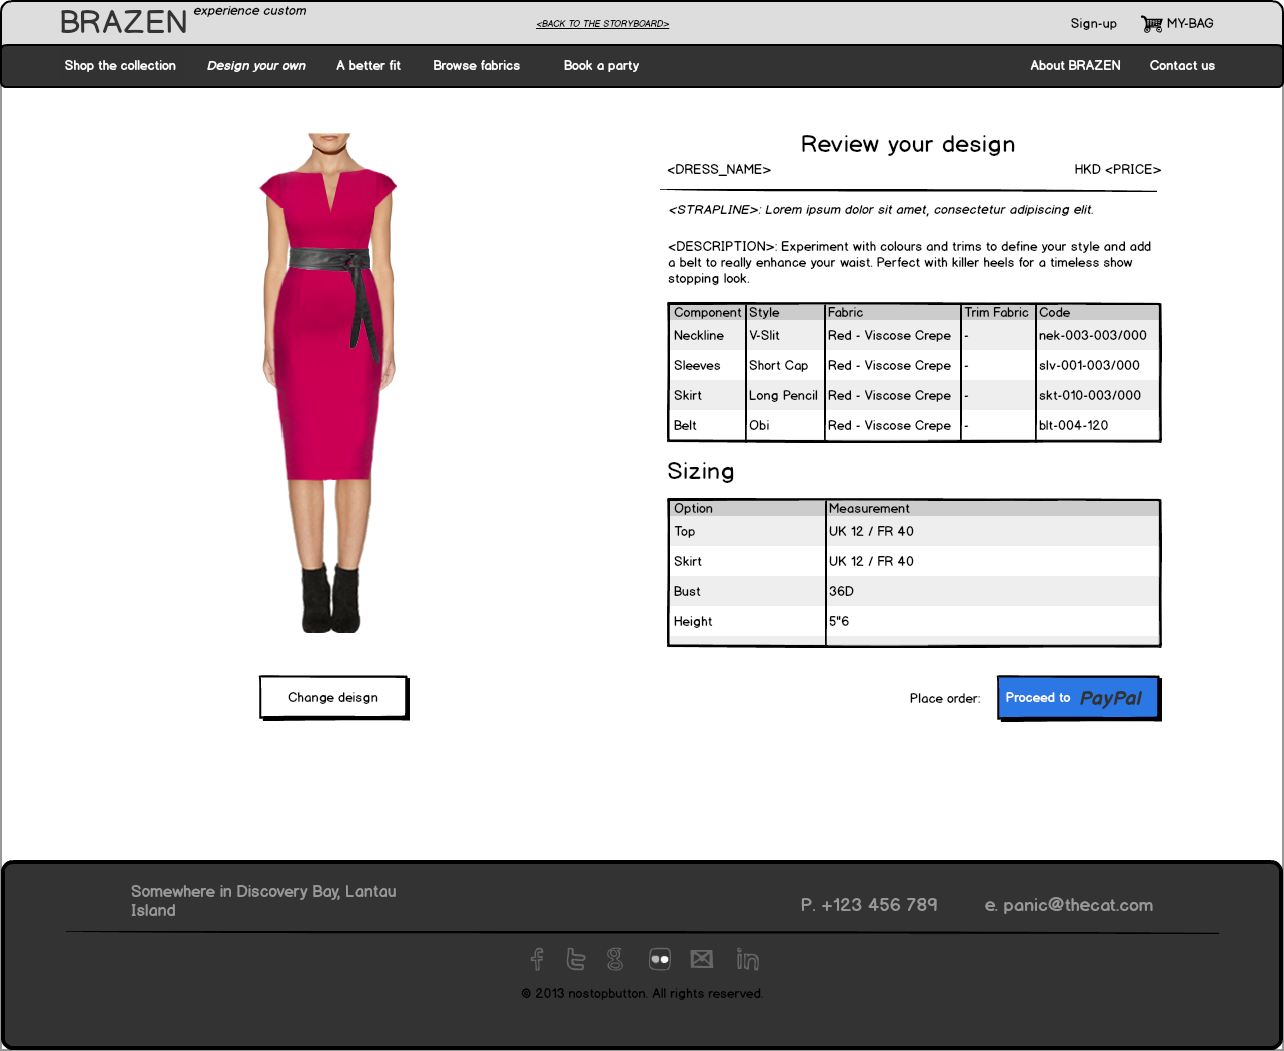 BRAZEN experience custom
<BACK TO THE STORYBOARD>
Sign-up MY-BAG
Shop the collection Design your own A better fit Browse fabrics Book a party About BRAZEN Contact us
Review your design
<DRESS_NAME> HKD <PRICE>
<STRAPLINE>: Lorem ipsum dolor sit amet, consectetur adipiscing elit.
<DESCRIPTION>: Experiment with colours and trims to define your style and add
a belt to really enhance your waist. Perfect with killer heels for a timeless show
stopping look.
Component Style Fabric Trim Fabric Code
Neckline V-Slit Red - Viscose Crepe - nek-003-003/000
Sleeves Short Cap Red - Viscose Crepe - slv-001-003/000
Skirt Long Pencil Red - Viscose Crepe - skt-010-003/000
Belt Obi Red - Viscose Crepe - blt-004-120
Sizing
Option Measurement
Top UK 12 / FR 40
Skirt UK 12 / FR 40
Bust 36D
Height 5"6
Change deisgn
Place order: Proceed to PayPal
Somewhere in Discovery Bay, Lantau
Island
P. +123 456 789 e. panic@thecat.com
© 2013 nostopbutton. All rights reserved.